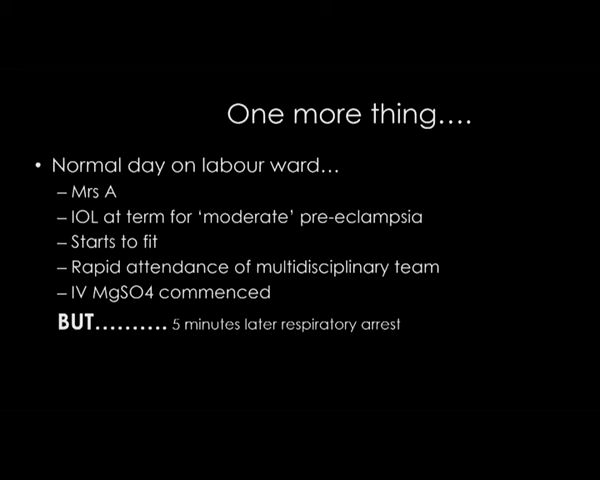 One more thing….
• Normal day on labour ward…
– Mrs A
– IOL at term for ‘moderate’ pre-eclampsia
– Starts to fit
– Rapid attendance of multidisciplinary team
– IV MgSO4 commenced
BUT………. 5 minutes later respiratory arrest